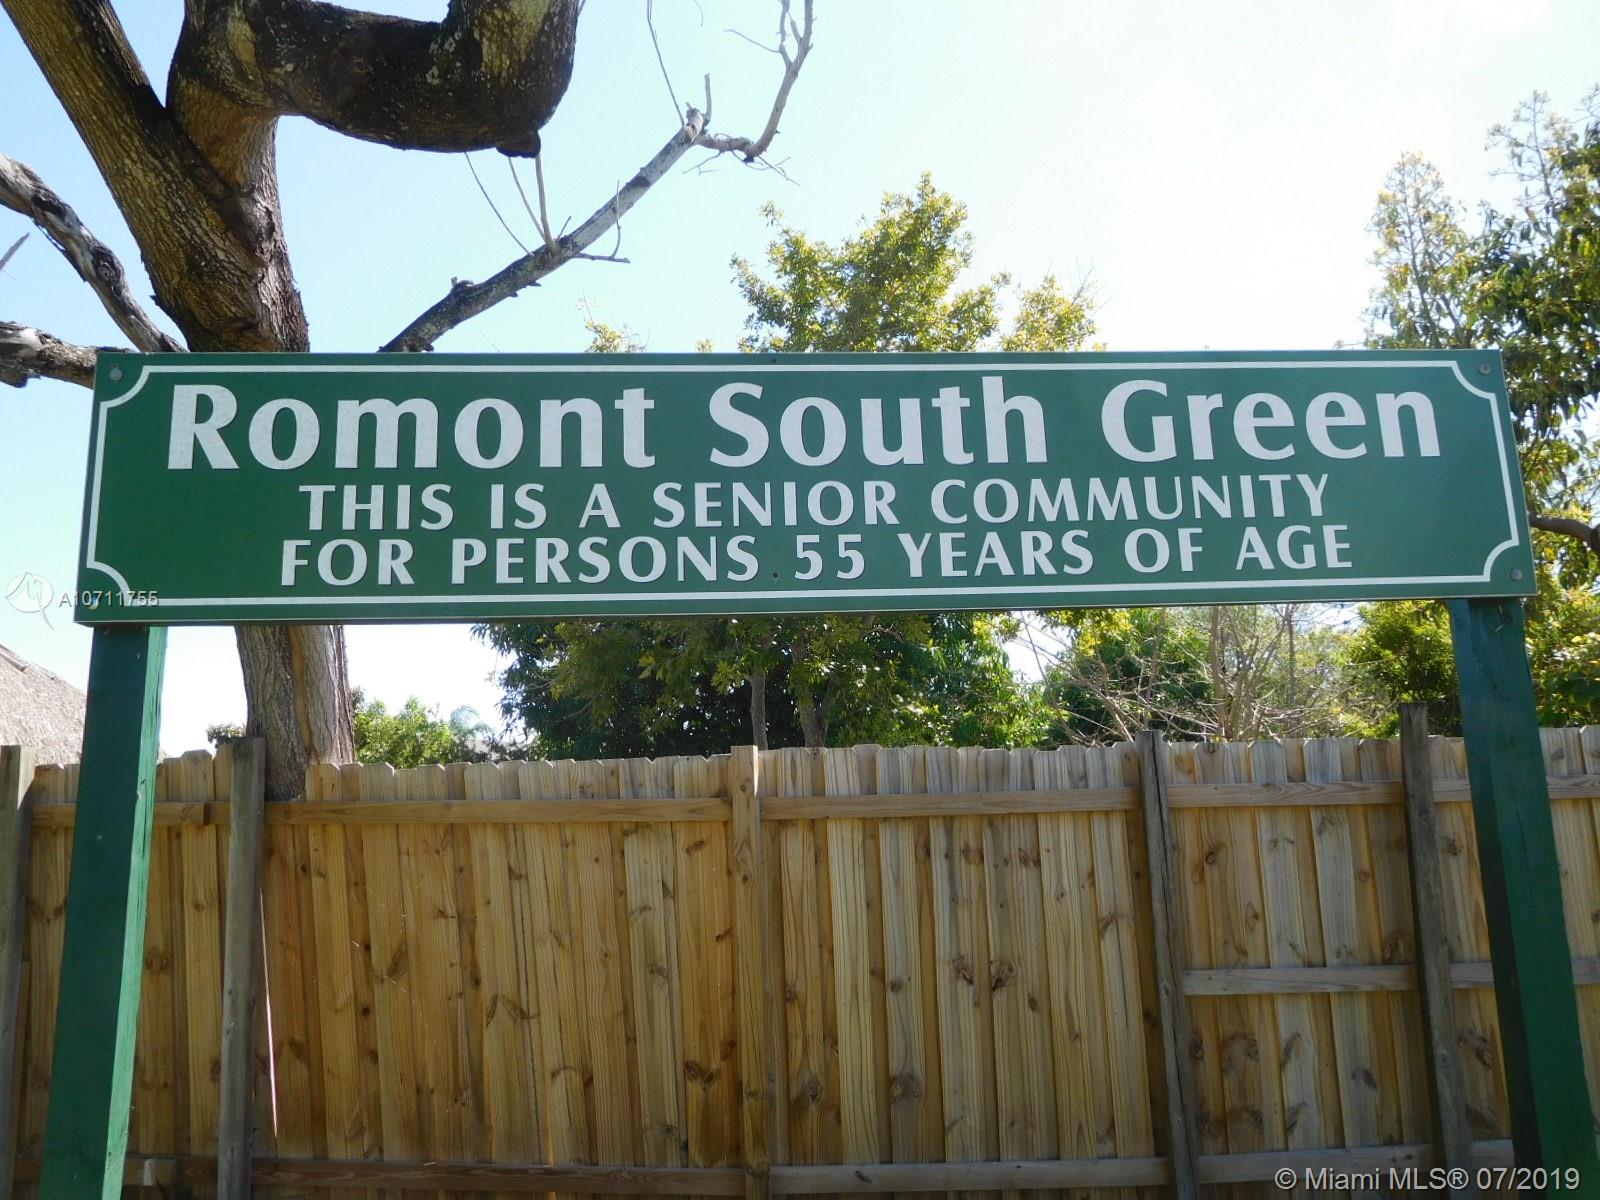 Romont South Green
THIS IS A SENIOR COMMUNITY
FOR PERSONS 55 YEARS OF AGE
A10711755
© Miami MLS® 07/2019